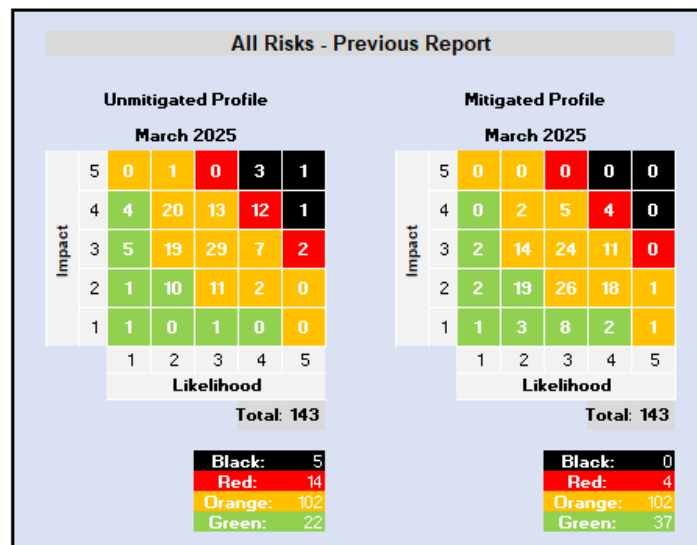 All Risks - Previous Report
Unmitigated Profile Mitigated Profile
March 2025 March 2025
Impact
5 0 1 0 3 1
4 4 20 13 12 1
3 5 19 29 7 2
2 1 10 11 2 0
1 1 0 1 0 0
1 2 3 4 5
Likelihood
Total: 143
Black: 5
Red: 14
Orange: 102
Green: 22
Impact
5 0 0 0 0 0
4 0 2 5 4 0
3 2 14 24 11 0
2 2 19 26 18 1
1 1 3 8 2 1
1 2 3 4 5
Likelihood
Total: 143
Black: 0
Red: 4
Orange: 102
Green: 37